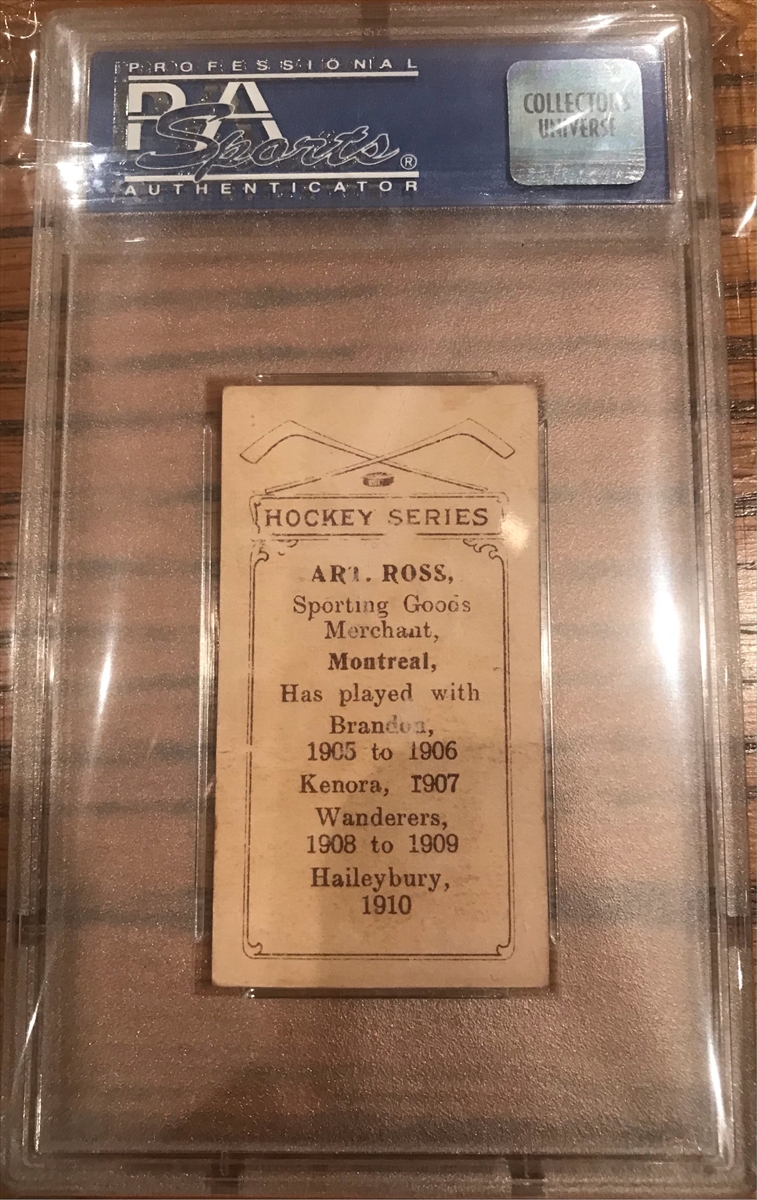 PROFESSIONAL
PSA
Sports®
AUTHENTICATOR
COLLECTORS
UNIVERSE
HOCKEY SERIES
ART. ROSS,
Sporting Goods
Merchant,
Montreal,
Has played with
Brandon,
1905 to 1906
Kenora, 1907
Wanderers,
1908 to 1909
Haileybury,
1910